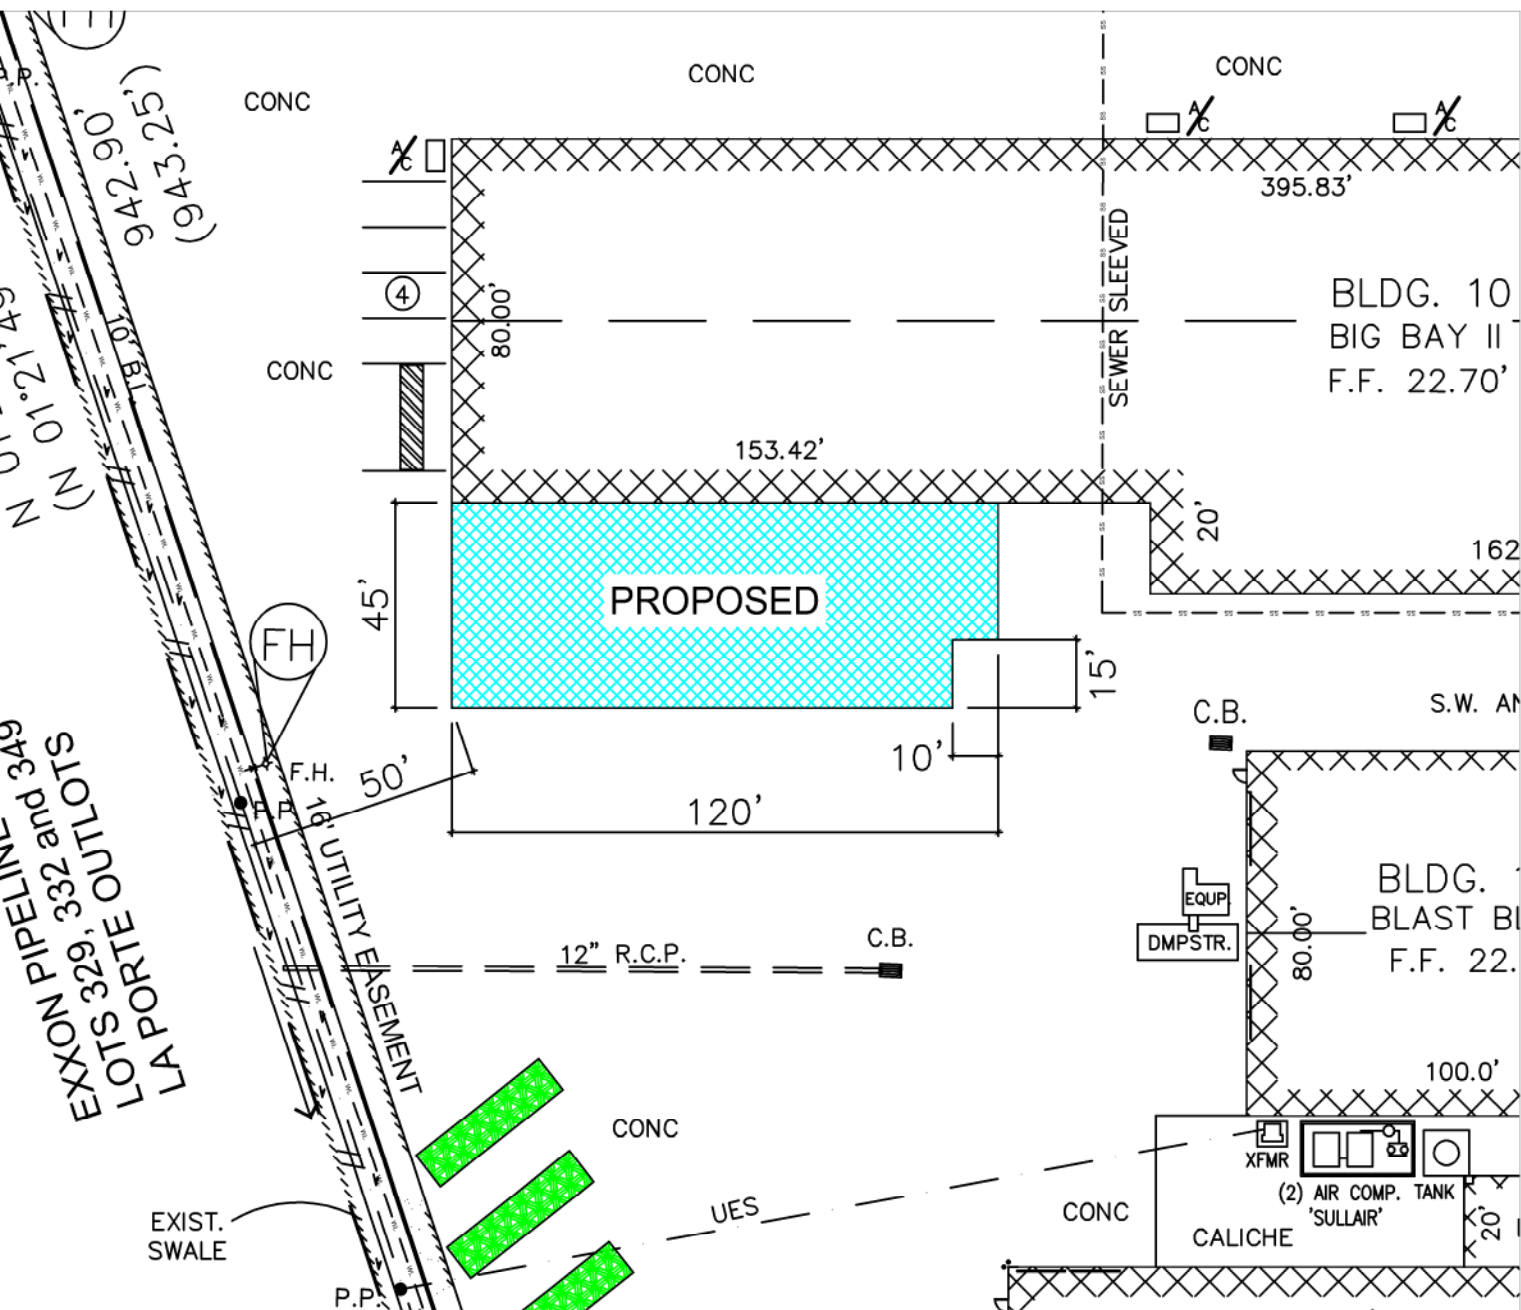 CONC
CONC
CONC
P.P.
942.90'
(943.25')
A/C
A/C
A/C
395.83'
4
80.00'
SEWER SLEEVED
BLDG. 10
BIG BAY II
F.F. 22.70'
10' B.L.
(N 01°21'49
CONC
153.42'
20'
162
45'
PROPOSED
15'
FH
F.H.
P.P.
50'
10'
120'
C.B.
S.W.
16' UTILITY EASEMENT
EXXON PIPELINE
LOTS 329, 332 and 349
LA PORTE OUTLOTS
EQUP.
DMPSTR.
80.00'
BLDG.
BLAST
F.F. 22.
12" R.C.P.
C.B.
100.0'
CONC
XFMR
(2) AIR COMP.
'SULLAIR'
TANK
UES
CONC
CALICHE
20'
EXIST.
SWALE
P.P.